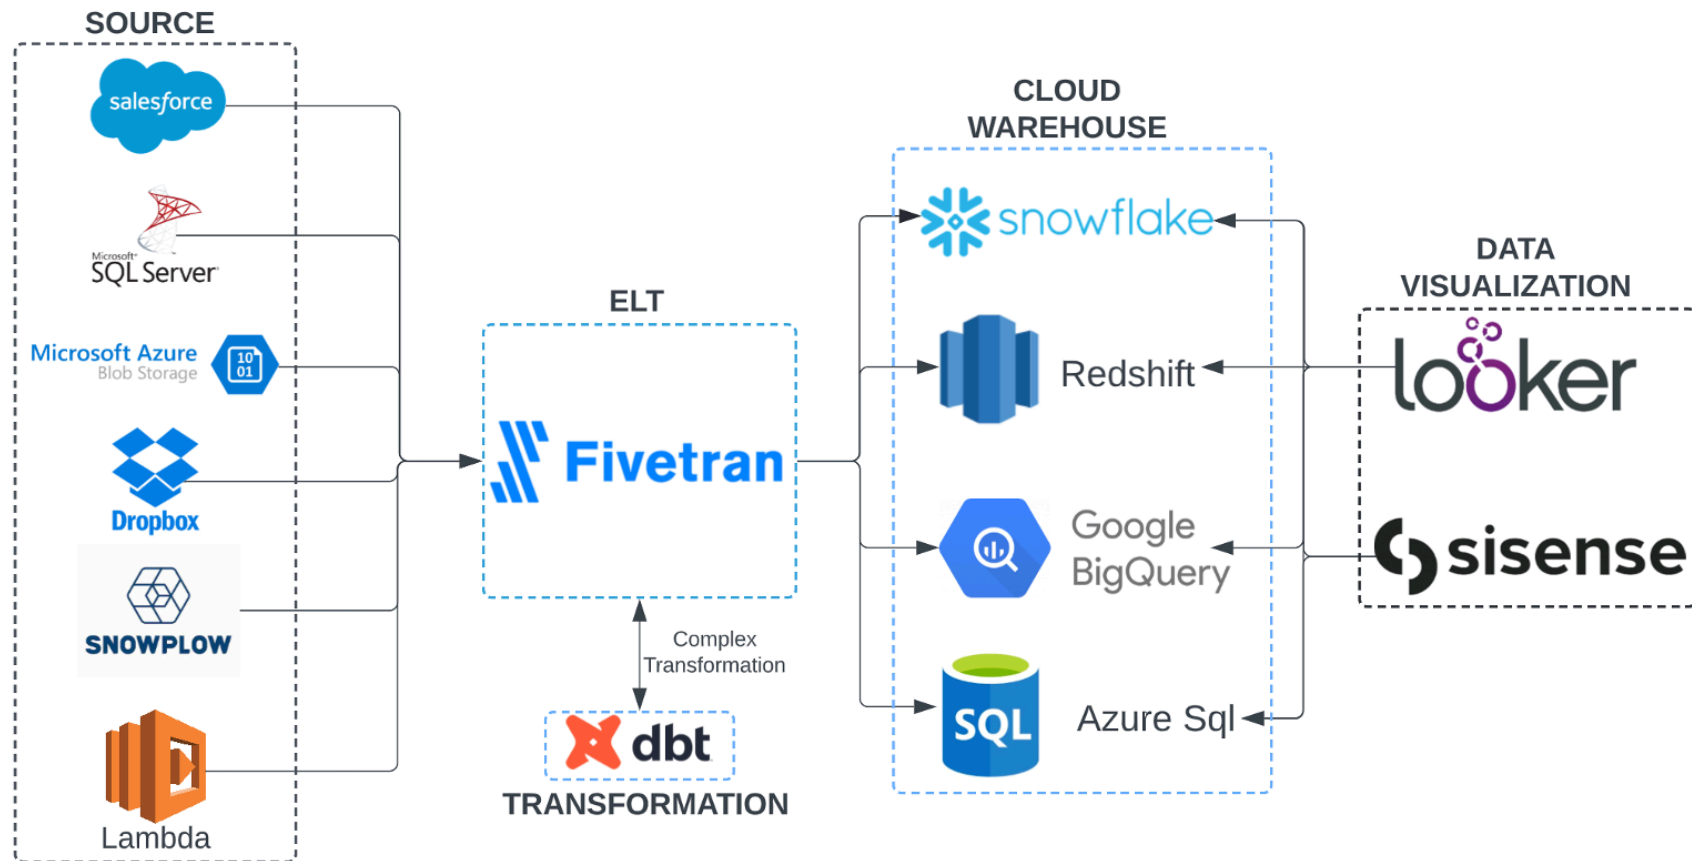 SOURCE
salesforce
Microsoft
SQL Server
Microsoft Azure
Blob Storage
10
01
Dropbox
SNOWPLOW
Lambda
ELT
Fivetran
Complex
Transformation
dbt
TRANSFORMATION
CLOUD
WAREHOUSE
snowflake
Redshift
Google
BigQuery
SQL
Azure Sql
DATA
VISUALIZATION
looker
sisense